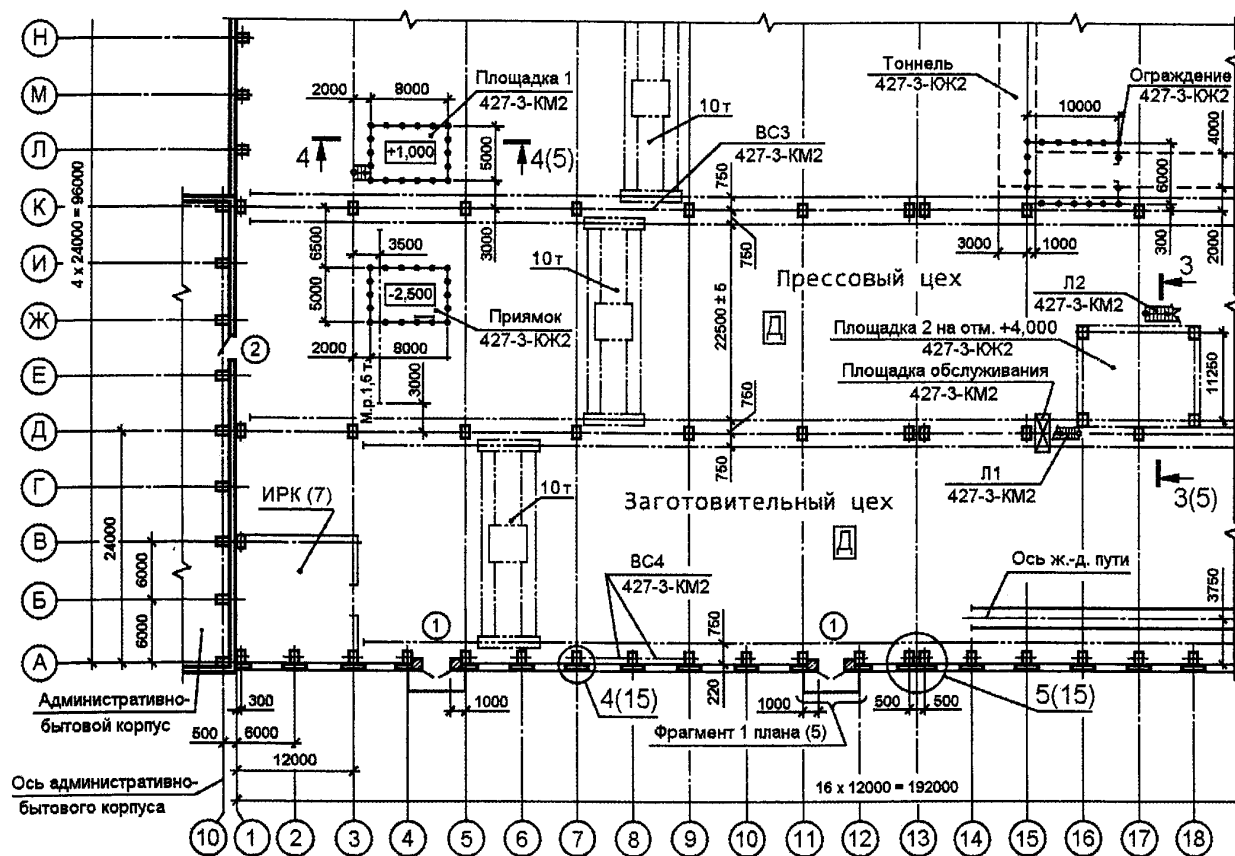 Н
М
Л
К
И
Ж
Е
Д
Г
В
Б
А
4 x 24000 = 96000
24000
6000
6000
Площадка 1
427-3-КМ2
2000
8000
+1,000
5000
4
4(5)
10т
ВС3
427-3-КМ2
Тоннель
427-3-КЖ2
Ограждение
427-3-КЖ2
10000
4000
6000
750
750
3000
1000
300
2000
6500
3500
3000
5000
-2,500
Приямок
427-3-КЖ2
2000
8000
М.р.1,6 т.
3000
2
10т
22500 ± 5
Прессовый цех
Д
Л2
427-3-КМ2
3
Площадка 2 на отм. +4,000
427-3-КЖ2
Площадка обслуживания
427-3-КМ2
11250
750
750
Л1
427-3-КМ2
3(5)
ИРК (7)
10т
Заготовительный цех
Д
ВС4
427-3-КМ2
Ось ж.-д. пути
3750
750
220
1
1
Административно-
бытовой корпус
300
500
6000
12000
1000
4(15)
1000
500
500
5(15)
Фрагмент 1 плана (5)
Ось административно-
бытового корпуса
16 x 12000 = 192000
10
1
2
3
4
5
6
7
8
9
10
11
12
13
14
15
16
17
18